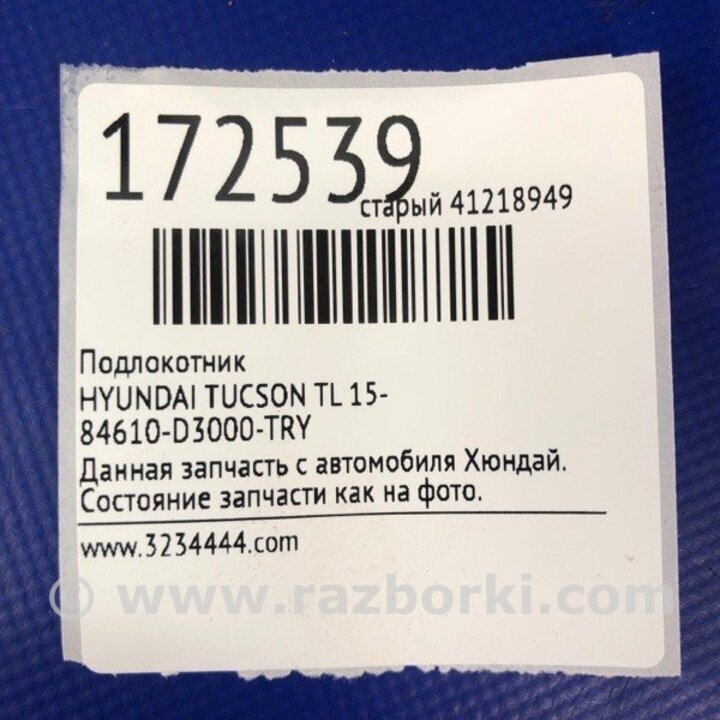 172539
старый 41218949
Подлокотник
HYUNDAI TUCSON TL 15-
84610-D3000-TRY
Данная запчасть с автомобиля Хюндай.
Состояние запчасти как на фото.
www.3234444.com
© www.razborki.com